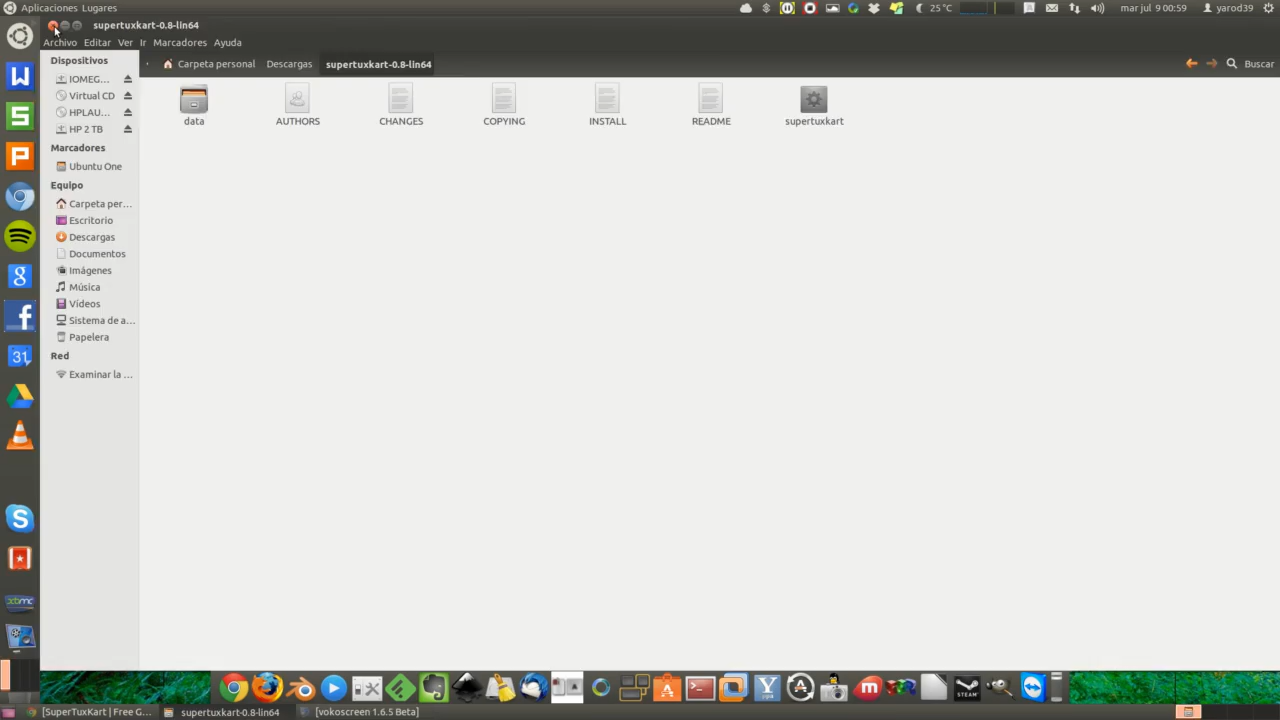 Aplicaciones Lugares
25°C
mar jul 9 00:59
yarod39
supertuxkart-0.8-lin64
Archivo Editar Ver Ir Marcadores Ayuda
Carpeta personal Descargas supertuxkart-0.8-lin64
Buscar
Dispositivos
IOMEG...
Virtual CD
HPLAU...
HP 2 TB
Marcadores
Ubuntu One
Equipo
Carpeta per...
Escritorio
Descargas
Documentos
Imágenes
Música
Vídeos
Sistema de a...
Papelera
Red
Examinar la ...
data
AUTHORS
CHANGES
COPYING
INSTALL
README
supertuxkart
W
S
P
g
f
31
S
xbmc
STEAM
[SuperTuxKart | Free G...
supertuxkart-0.8-lin64
[vokoscreen 1.6.5 Beta]